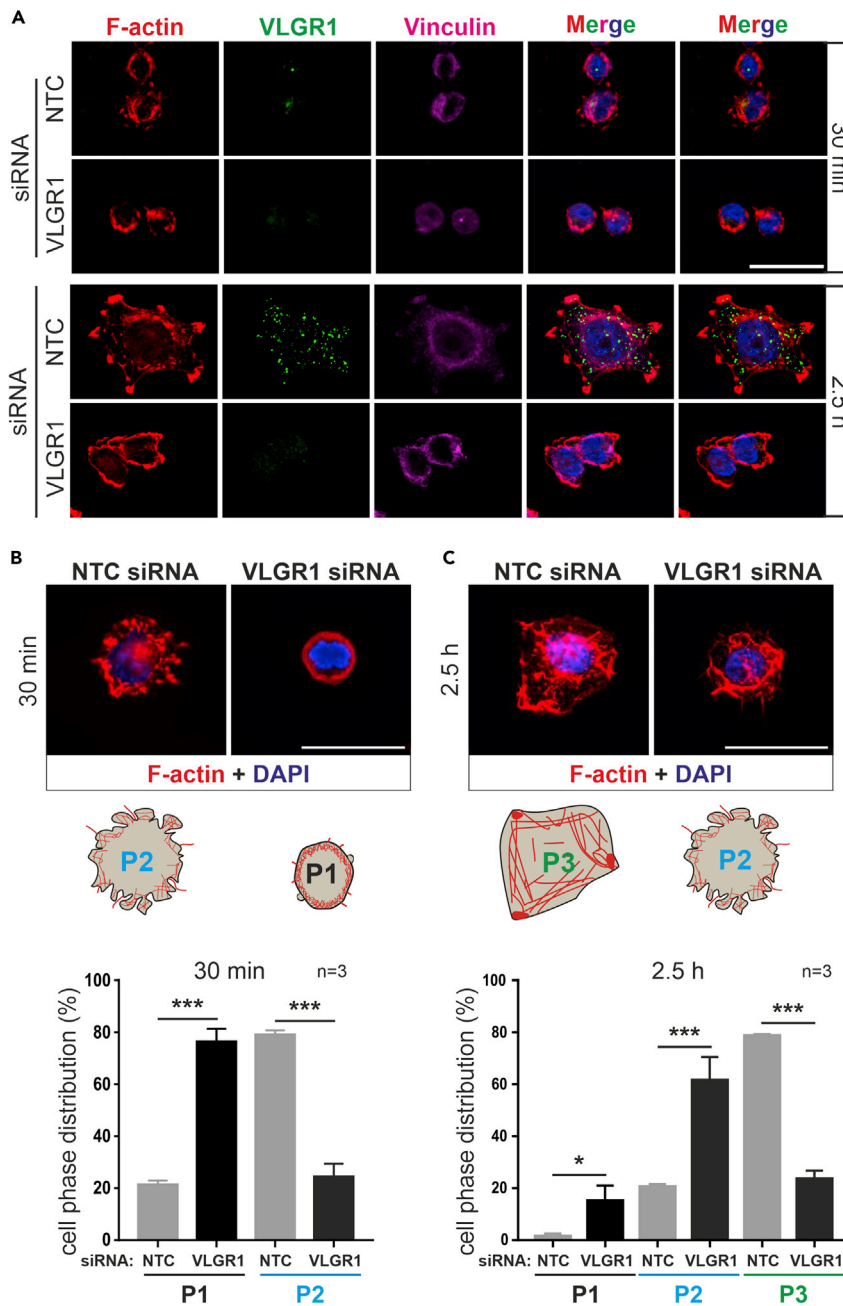 A
F-actin VLGR1 Vinculin Merge Merge
siRNA
NTC
VLGR1
30 min
siRNA
NTC
VLGR1
2.5 h
B
NTC siRNA VLGR1 siRNA
30 min
F-actin + DAPI
P2 P1
30 min n=3
cell phase distribution (%)
100
80
60
40
20
0
*** ***
siRNA: NTC VLGR1 NTC VLGR1
P1 P2
C
NTC siRNA VLGR1 siRNA
2.5 h
F-actin + DAPI
P3 P2
2.5 h n=3
cell phase distribution (%)
100
80
60
40
20
0
* *** ***
siRNA: NTC VLGR1 NTC VLGR1 NTC VLGR1
P1 P2 P3